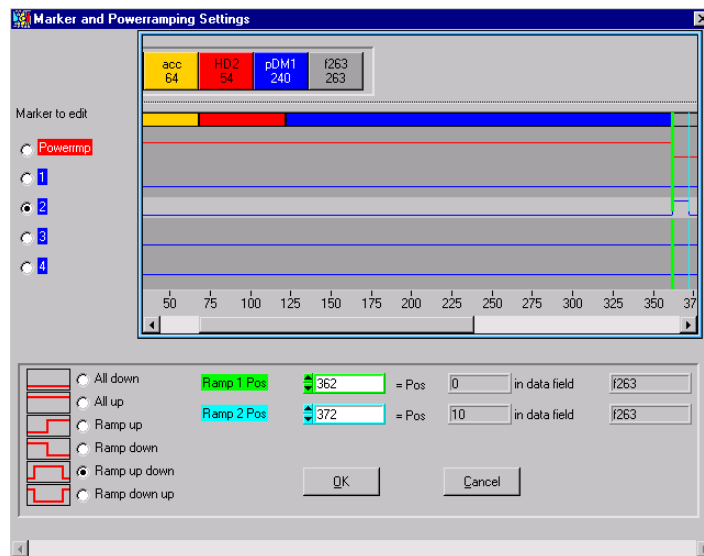 Marker and Powerramping Settings
acc HD2 pDM1 f263
64 54 240 263
Marker to edit
Powerrmp
1
2
3
4
50 75 100 125 150 175 200 225 250 275 300 325 350 37
All down
All up
Ramp up
Ramp down
Ramp up down
Ramp down up
Ramp 1 Pos 362 = Pos 0 in data field f263
Ramp 2 Pos 372 = Pos 10 in data field f263
OK Cancel